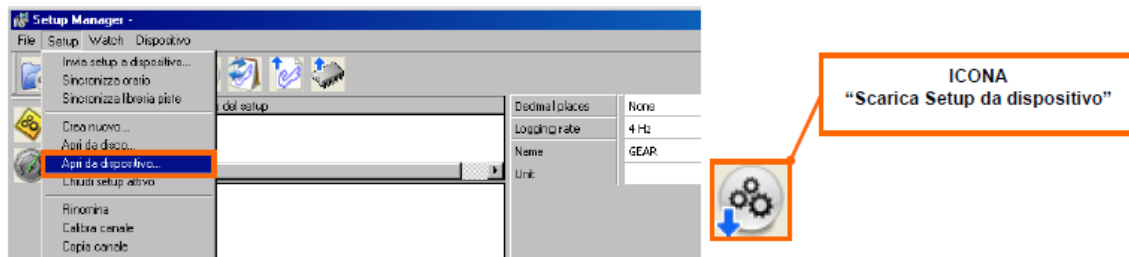 Setup Manager -
File Setup Watch Dispositivo
Invia setup a dispositivo...
Sincronizza orario
Sincronizza libreria piste
Crea nuovo...
Apri da disco...
Apri da dispositivo...
Chiudi setup attivo
Rinomina
Calibra canale
Copia canale
del setup
Decimal places None
Logging rate 4 Hz
Name GEAR
Unit
ICONA
“Scarica Setup da dispositivo”